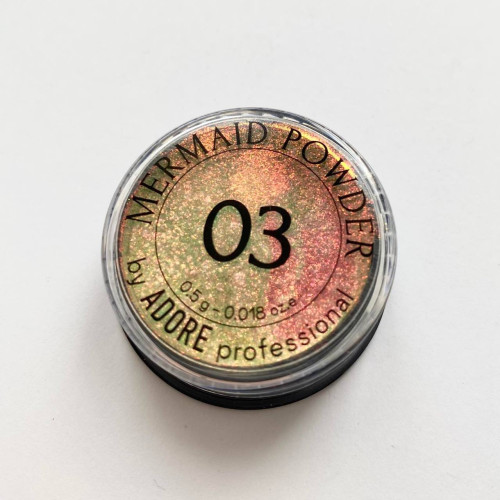 MERMAID POWDER
03
0.5 g - 0.018 oz.e
by ADORE professional